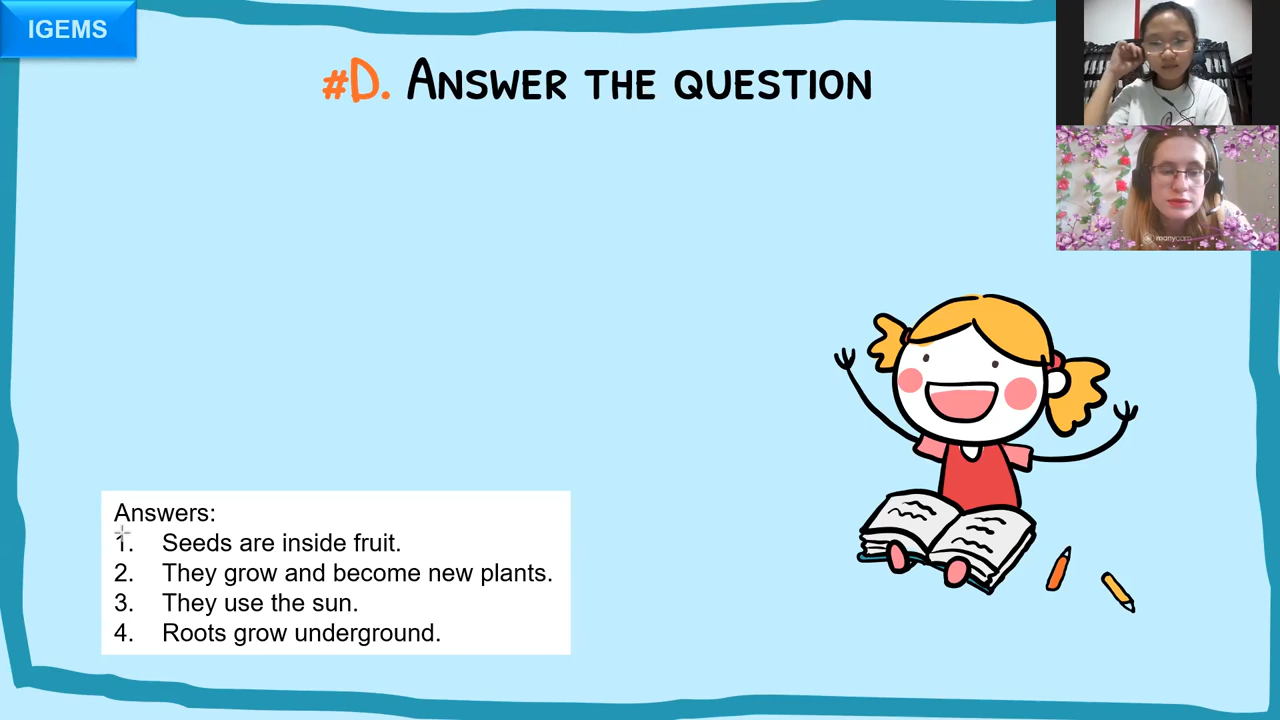 IGEMS
#D. ANSWER THE QUESTION
manycam
Answers:
1. Seeds are inside fruit.
2. They grow and become new plants.
3. They use the sun.
4. Roots grow underground.